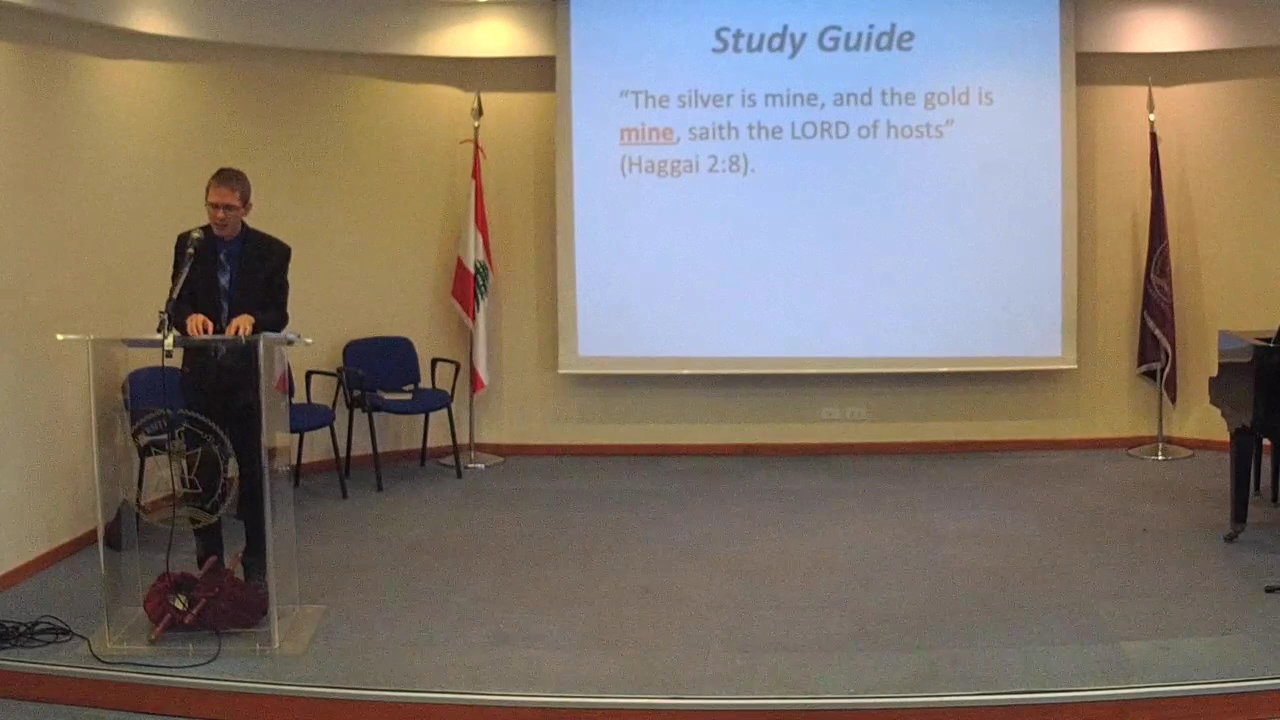 Study Guide
“The silver is mine, and the gold is
mine, saith the LORD of hosts”
(Haggai 2:8).